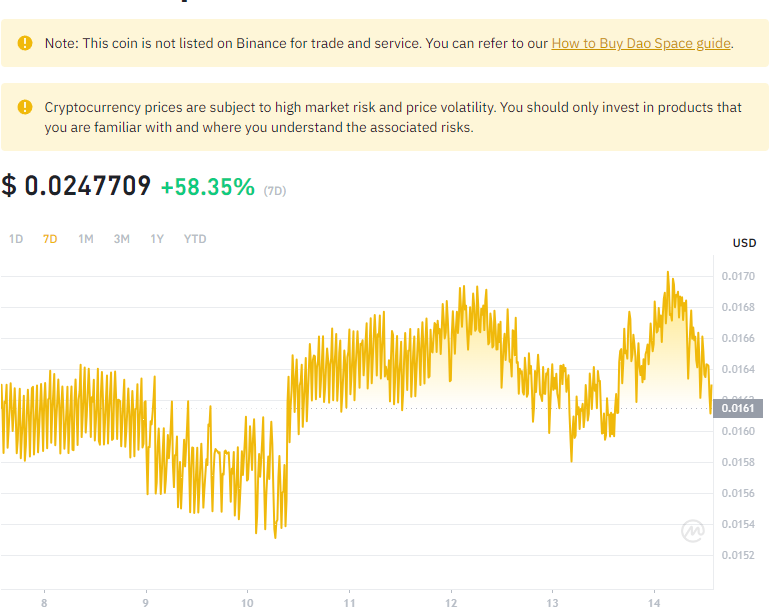 Note: This coin is not listed on Binance for trade and service. You can refer to our How to Buy Dao Space guide.
Cryptocurrency prices are subject to high market risk and price volatility. You should only invest in products that
you are familiar with and where you understand the associated risks.
$ 0.0247709 +58.35% (7D)
1D 7D 1M 3M 1Y YTD
USD
0.0170
0.0168
0.0166
0.0164
0.0162
0.0161
0.0160
0.0158
0.0156
0.0154
0.0152
8 9 10 11 12 13 14